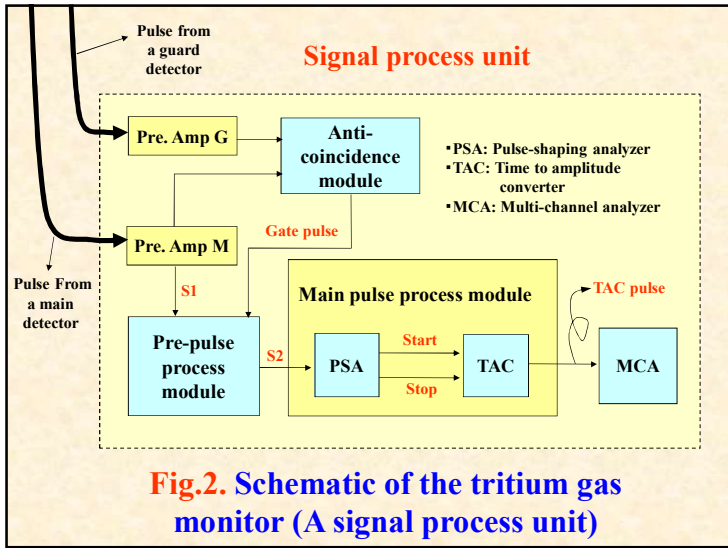 Pulse from
a guard
detector
Signal process unit
Pre. Amp G
Anti-
coincidence
module
▪PSA: Pulse-shaping analyzer
▪TAC: Time to amplitude
converter
▪MCA: Multi-channel analyzer
Gate pulse
Pre. Amp M
Pulse From
a main
detector
S1
Main pulse process module
TAC pulse
Pre-pulse
process
module
S2
PSA
Start
Stop
TAC
MCA
Fig.2. Schematic of the tritium gas
monitor (A signal process unit)